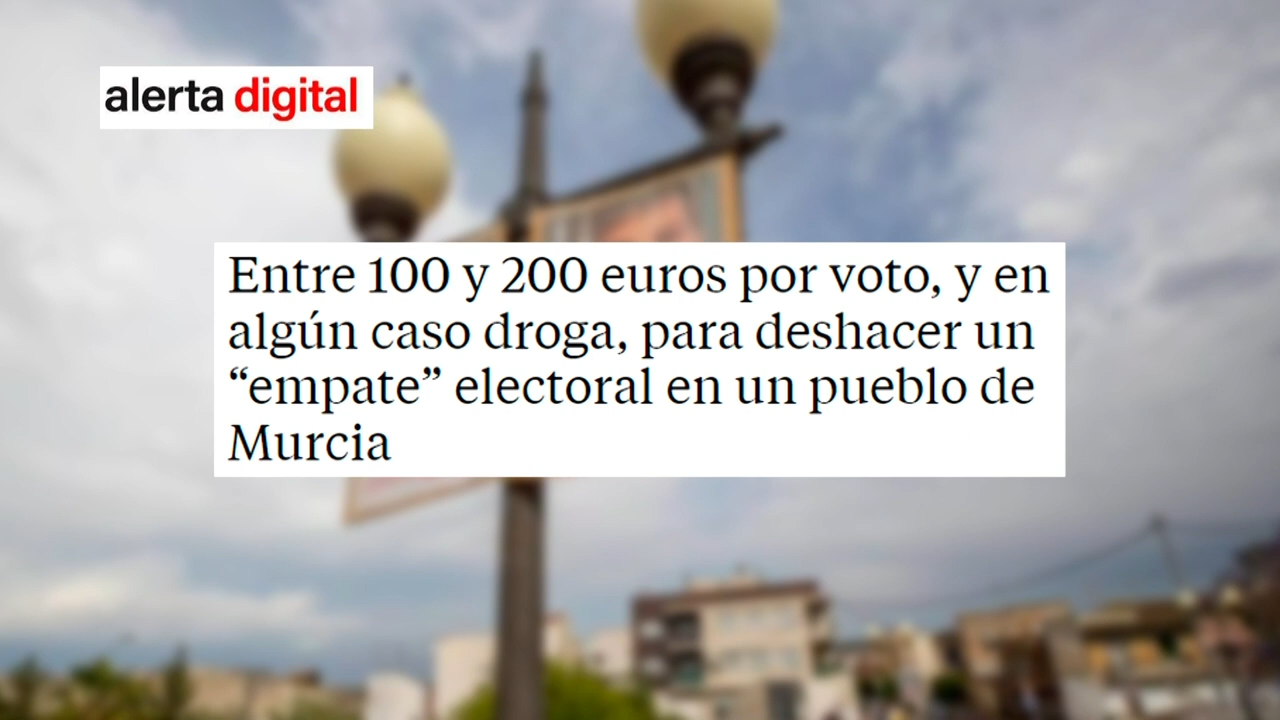 alerta digital
Entre 100 y 200 euros por voto, y en
algún caso droga, para deshacer un
“empate” electoral en un pueblo de
Murcia